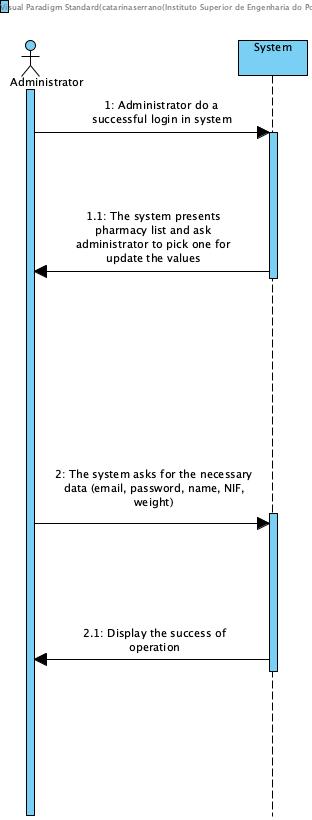 Visual Paradigm Standard(catarinaserrano(Instituto Superior de Engenharia do Po
System
Administrator
1: Administrator do a
successful login in system
1.1: The system presents
pharmacy list and ask
administrator to pick one for
update the values
2: The system asks for the necessary
data (email, password, name, NIF,
weight)
2.1: Display the success of
operation